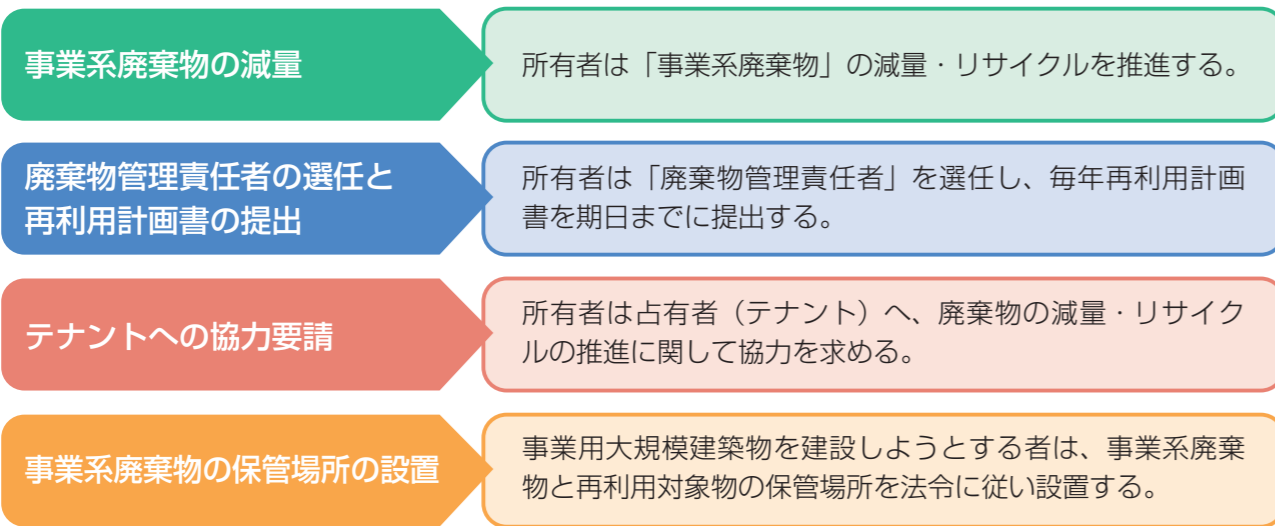 事業系廃棄物の減量
所有者は「事業系廃棄物」の減量・リサイクルを推進する。
廃棄物管理責任者の選任と
再利用計画書の提出
所有者は「廃棄物管理責任者」を選任し、毎年再利用計画
書を期日までに提出する。
テナントへの協力要請
所有者は占有者（テナント）へ、廃棄物の減量・リサイク
ルの推進に関して協力を求める。
事業系廃棄物の保管場所の設置
事業用大規模建築物を建設しようとする者は、事業系廃棄
物と再利用対象物の保管場所を法令に従い設置する。